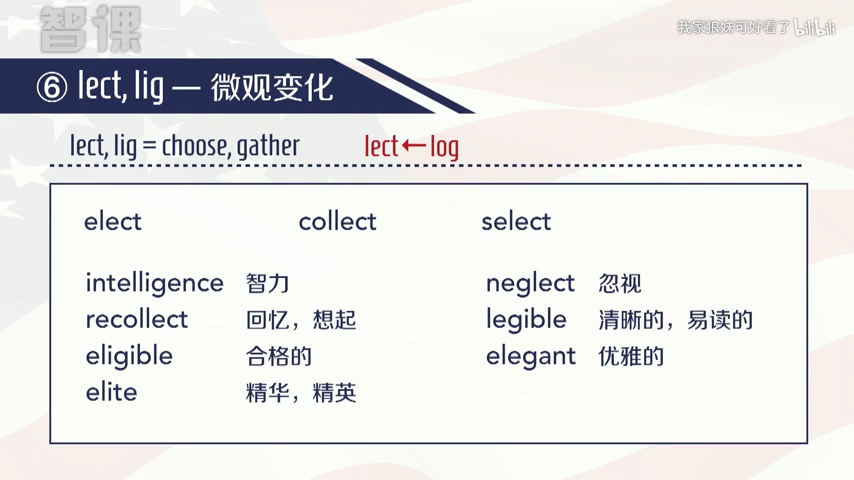 智课
我家狼妹可好看了 bilibili
⑥ lect, lig — 微观变化
lect, lig = choose, gather lect←log
elect collect select
intelligence 智力 neglect 忽视
recollect 回忆，想起 legible 清晰的，易读的
eligible 合格的 elegant 优雅的
elite 精华，精英